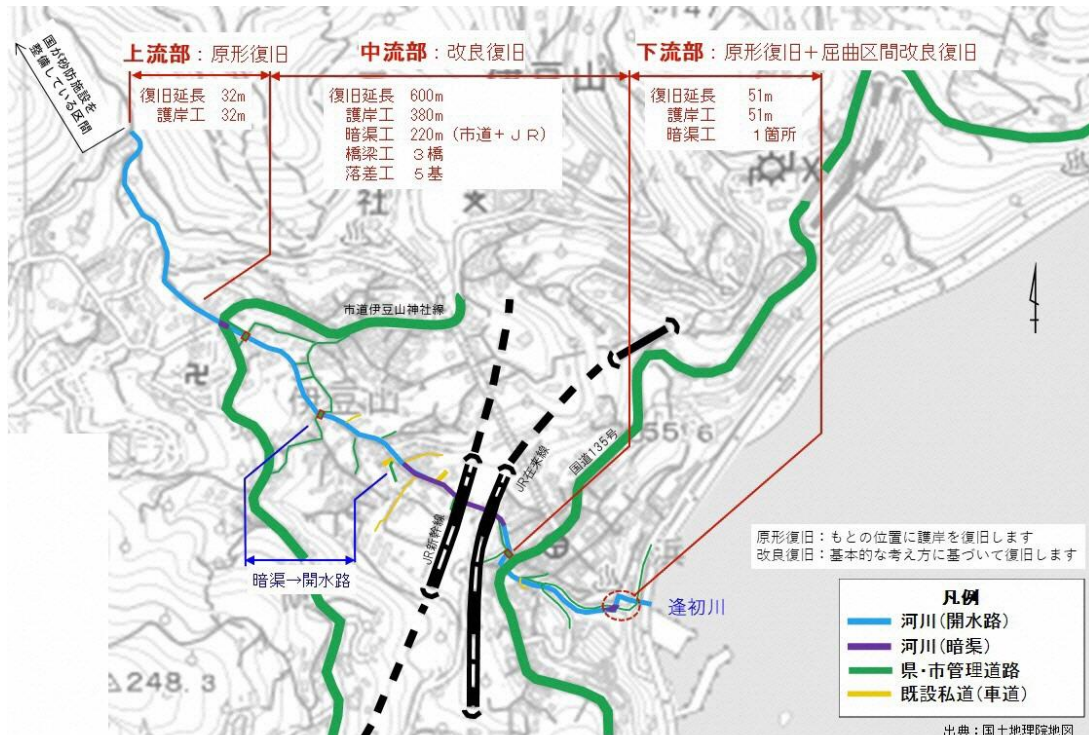 国が砂防施設を
整備している区間
上流部：原形復旧
復旧延長 32m
護岸工 32m
中流部：改良復旧
復旧延長 600m
護岸工 380m
暗渠工 220m（市道+ＪＲ）
橋梁工 3橋
落差工 5基
下流部：原形復旧＋屈曲区間改良復旧
復旧延長 51m
護岸工 51m
暗渠工 1箇所
伊豆山
社
市道伊豆山神社線
卍
伊豆山
国道135号
55.6
JR在来線
JR新幹線
浜
暗渠→開水路
逢初川
△248.3
原形復旧：もとの位置に護岸を復旧します
改良復旧：基本的な考え方に基づいて復旧します
凡例
河川(開水路)
河川(暗渠)
県・市管理道路
既設私道(車道)
出典：国土地理院地図